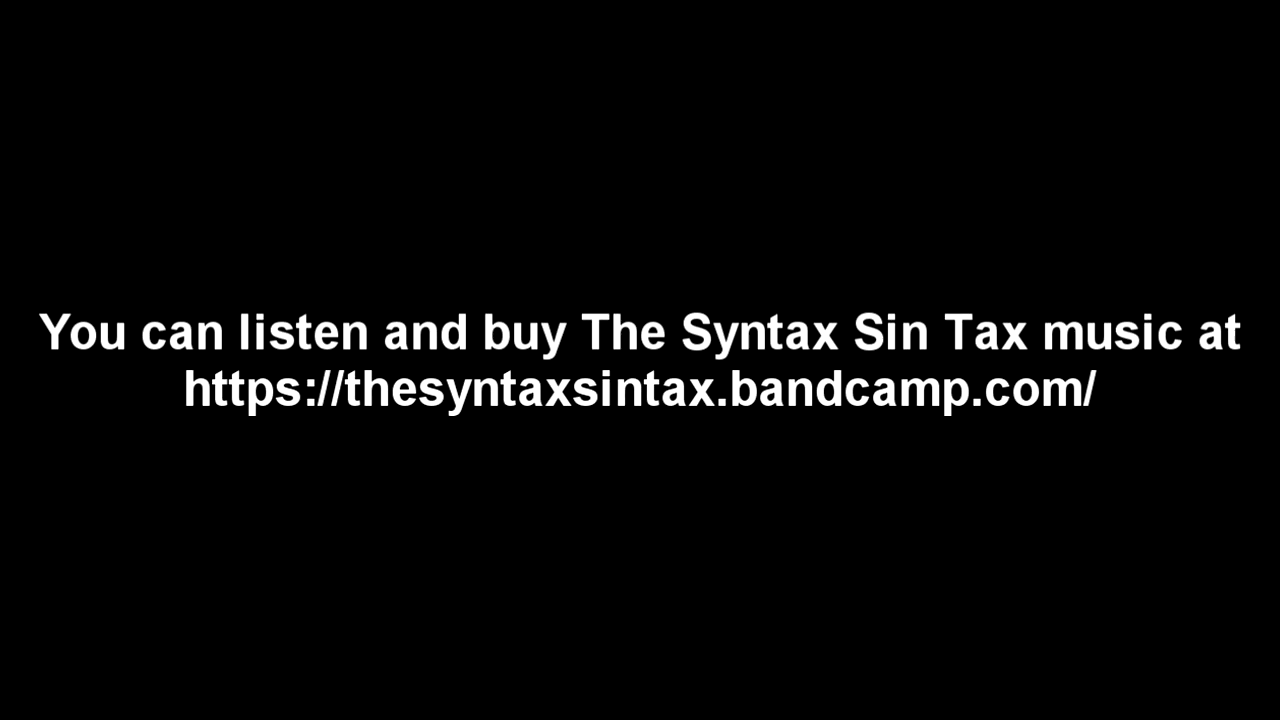 You can listen and buy The Syntax Sin Tax music at
https://thesyntaxsintax.bandcamp.com/